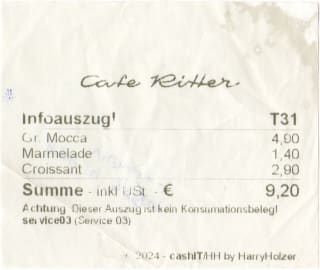 Cafe Ritter
Infoauszug! T31
Gr. Mocca 4,90
Marmelade 1,40
Croissant 2,90
Summe - inkl USt - € 9,20
Achtung Dieser Auszug ist kein Konsumationsbeleg!
service03 (Service 03)
2024 - cashIT/HH by HarryHolzer